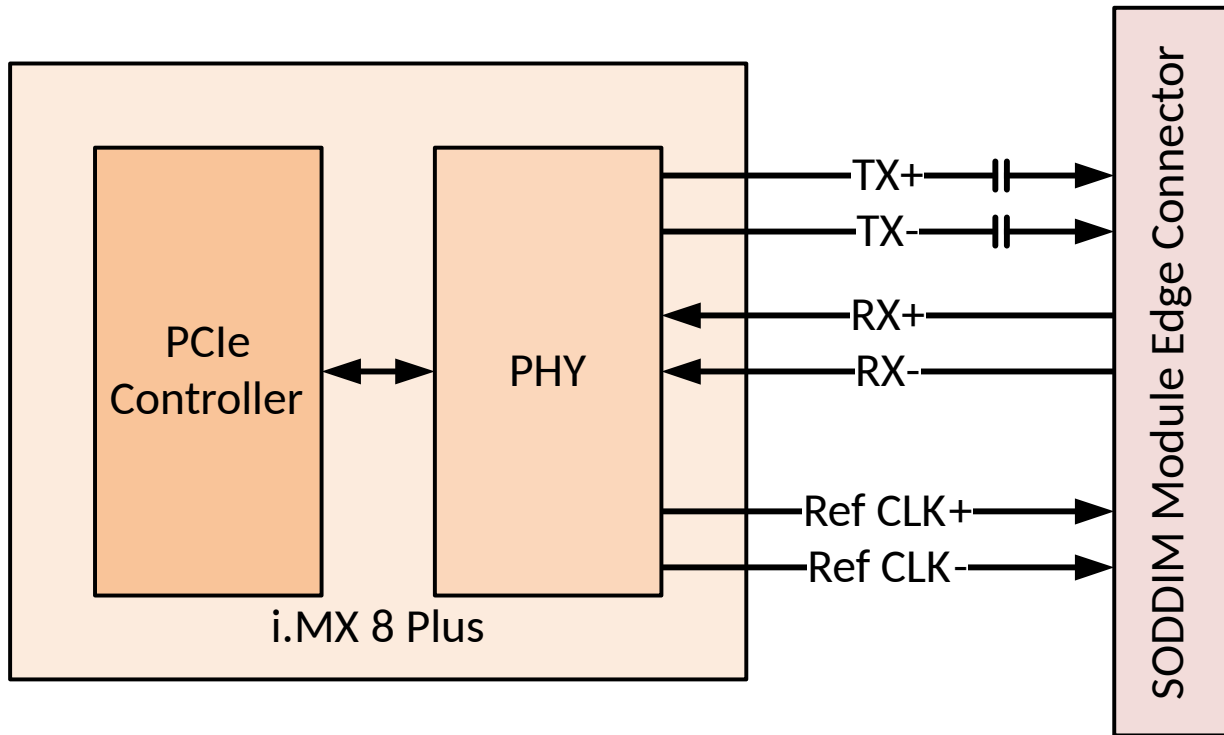 PCIe
Controller
PHY
i.MX 8 Plus
TX+
TX-
RX+
RX-
Ref CLK+
Ref CLK-
SODDIM Module Edge Connector